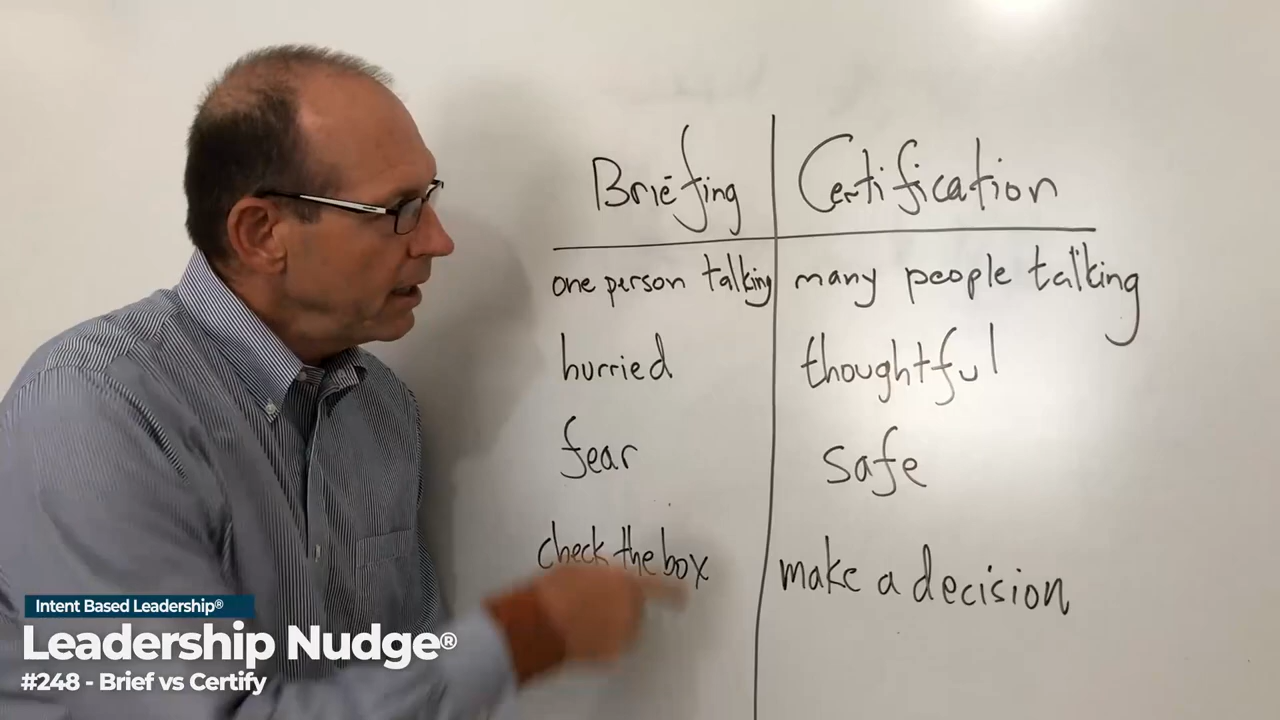 Briefing Certification
one person talking many people talking
hurried thoughtful
fear safe
check the box make a decision
Intent Based Leadership®
Leadership Nudge®
#248 - Brief vs Certify